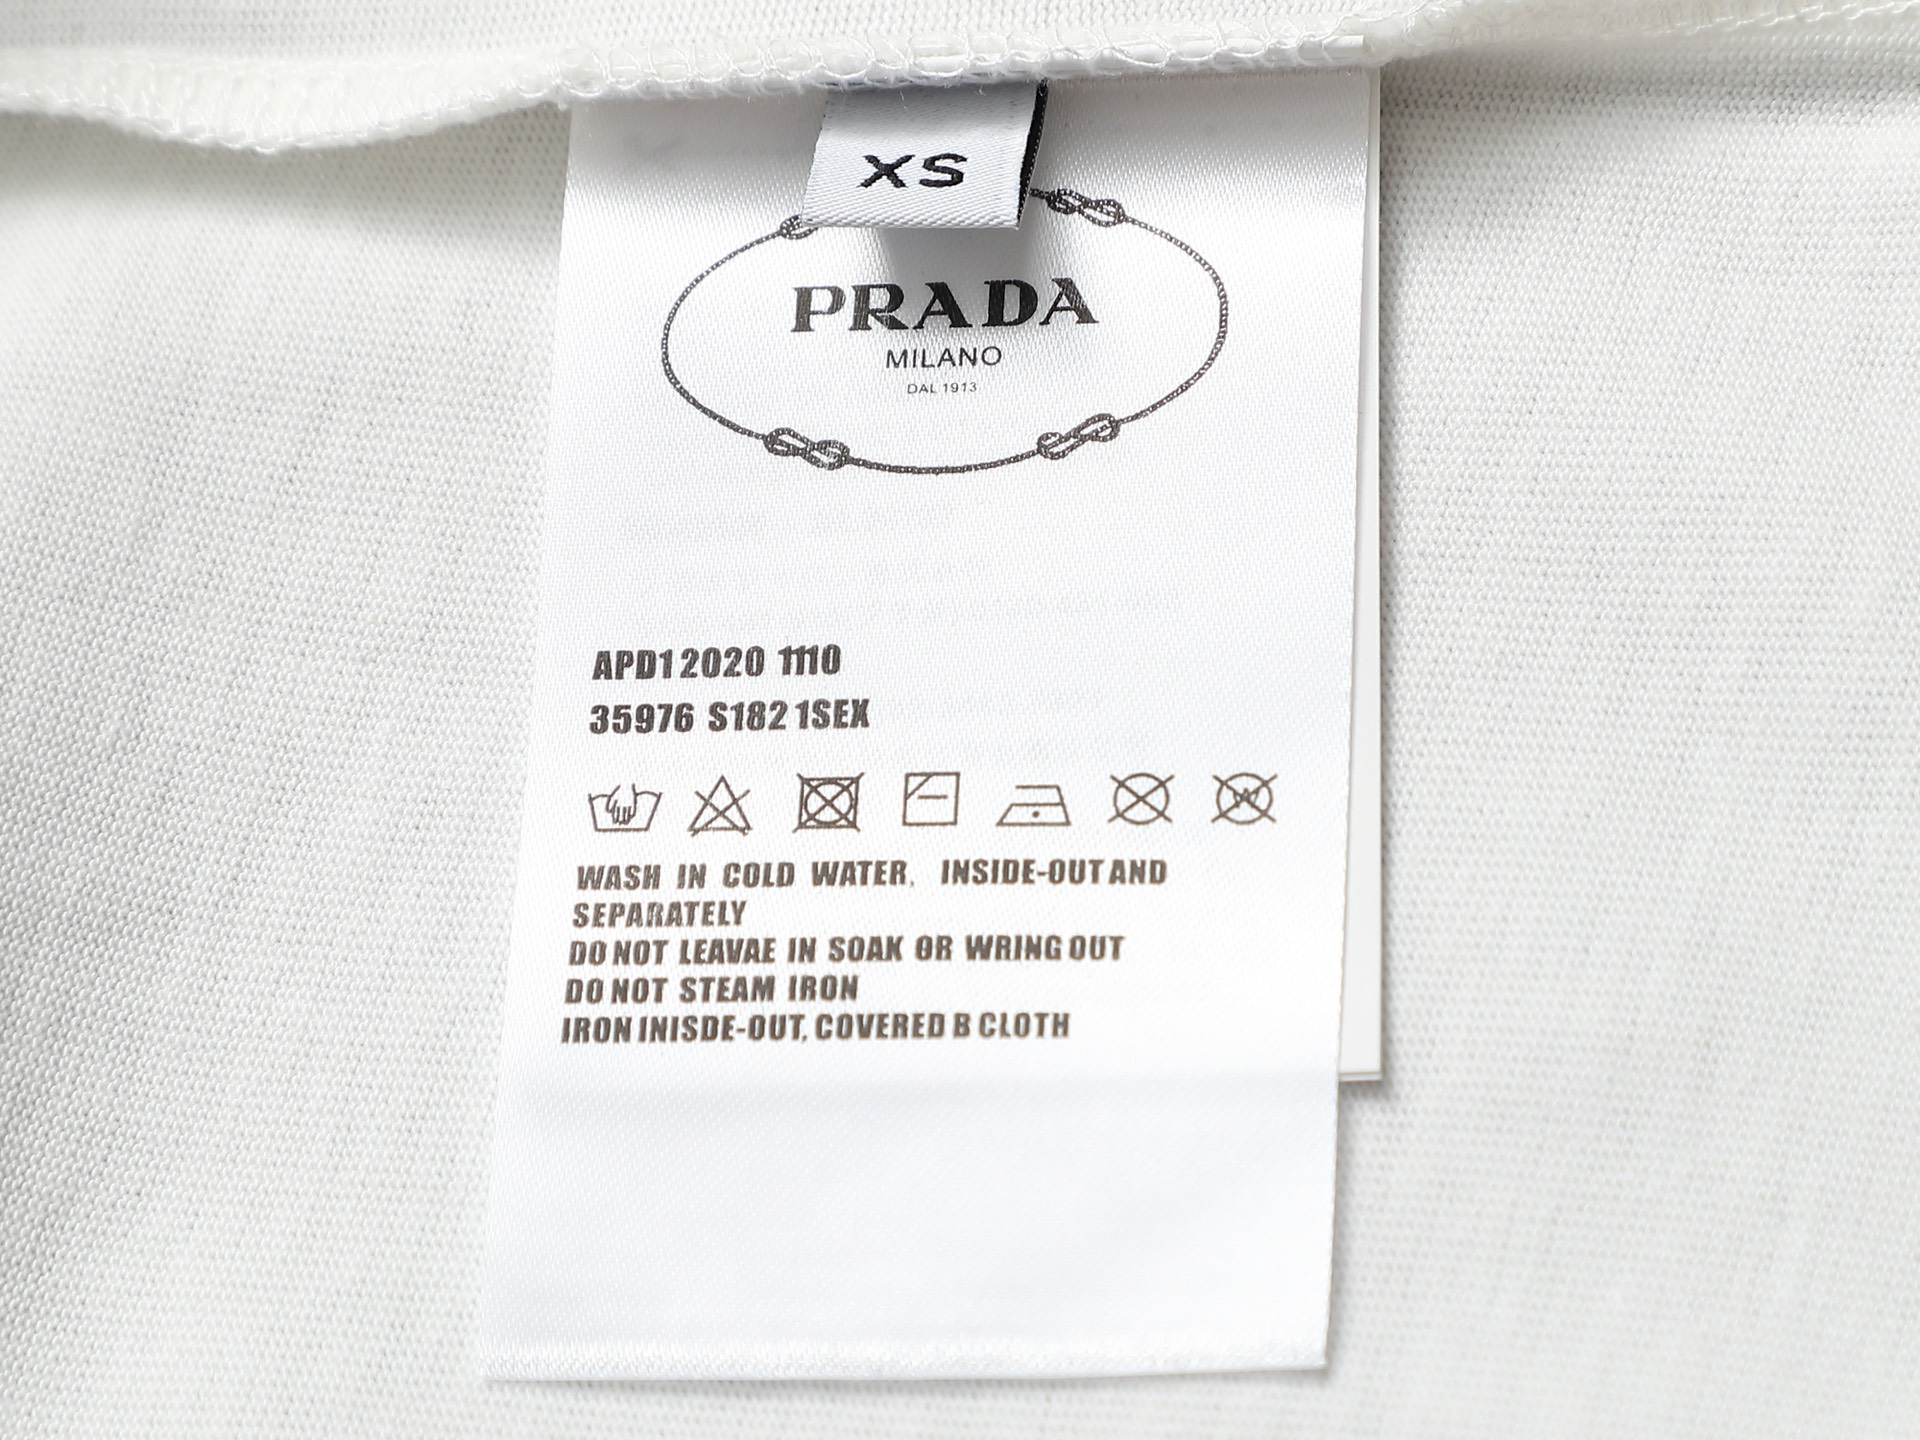 XS
PRADA
MILANO
DAL 1913
APD12020 1110
35976 S182 1SEX
WASH IN COLD WATER, INSIDE-OUT AND
SEPARATELY
DO NOT LEAVAE IN SOAK OR WRING OUT
DO NOT STEAM IRON
IRON INISDE-OUT, COVERED B CLOTH